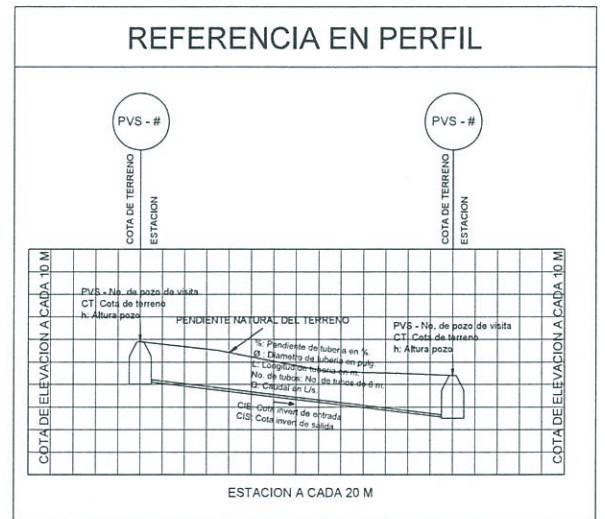 REFERENCIA EN PERFIL
PVS - #
PVS - #
COTA DE TERRENO
ESTACION
COTA DE TERRENO
ESTACION
COTA DE ELEVACION A CADA 10 M
COTA DE ELEVACION A CADA 10 M
PVS - No. de pozo de visita
CT: Cota de terreno
h: Altura pozo
PENDIENTE NATURAL DEL TERRENO
PVS - No. de pozo de visita
CT: Cota de terreno
h: Altura pozo
%: Pendiente de tuberia en %.
Ø : Diametro de tuberia en pulg.
L: Longitud de tuberia en m.
No. de tubos: No. de tubos de 6 m.
Q: Caudal en L/s.
CIE: Cota invert de entrada
CIS: Cota invert de salida
ESTACION A CADA 20 M